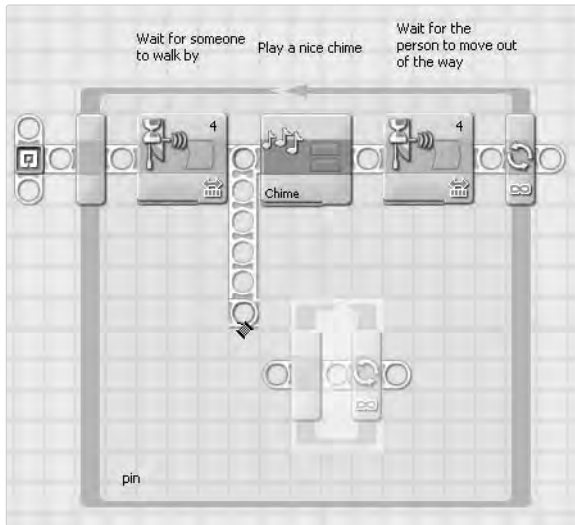 Wait for someone
to walk by
Play a nice chime
Wait for the
person to move out
of the way
4
4
Chime
pin